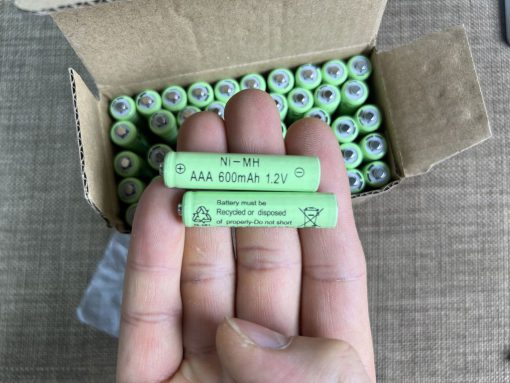 Ni-MH
AAA 600mAh 1.2V
Battery must be
Recycled or disposed
of properly-Do not short